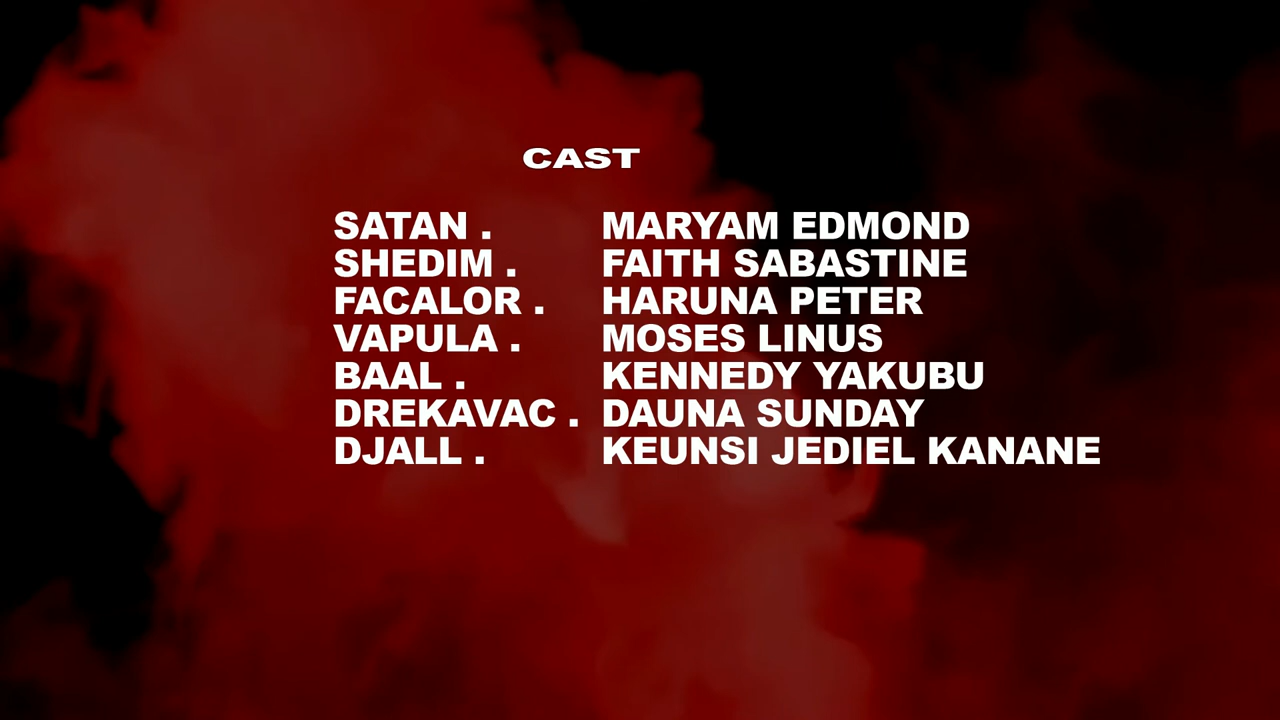 CAST
SATAN . MARYAM EDMOND
SHEDIM . FAITH SABASTINE
FACALOR . HARUNA PETER
VAPULA . MOSES LINUS
BAAL . KENNEDY YAKUBU
DREKAVAC . DAUNA SUNDAY
DJALL . KEUNSI JEDIEL KANANE